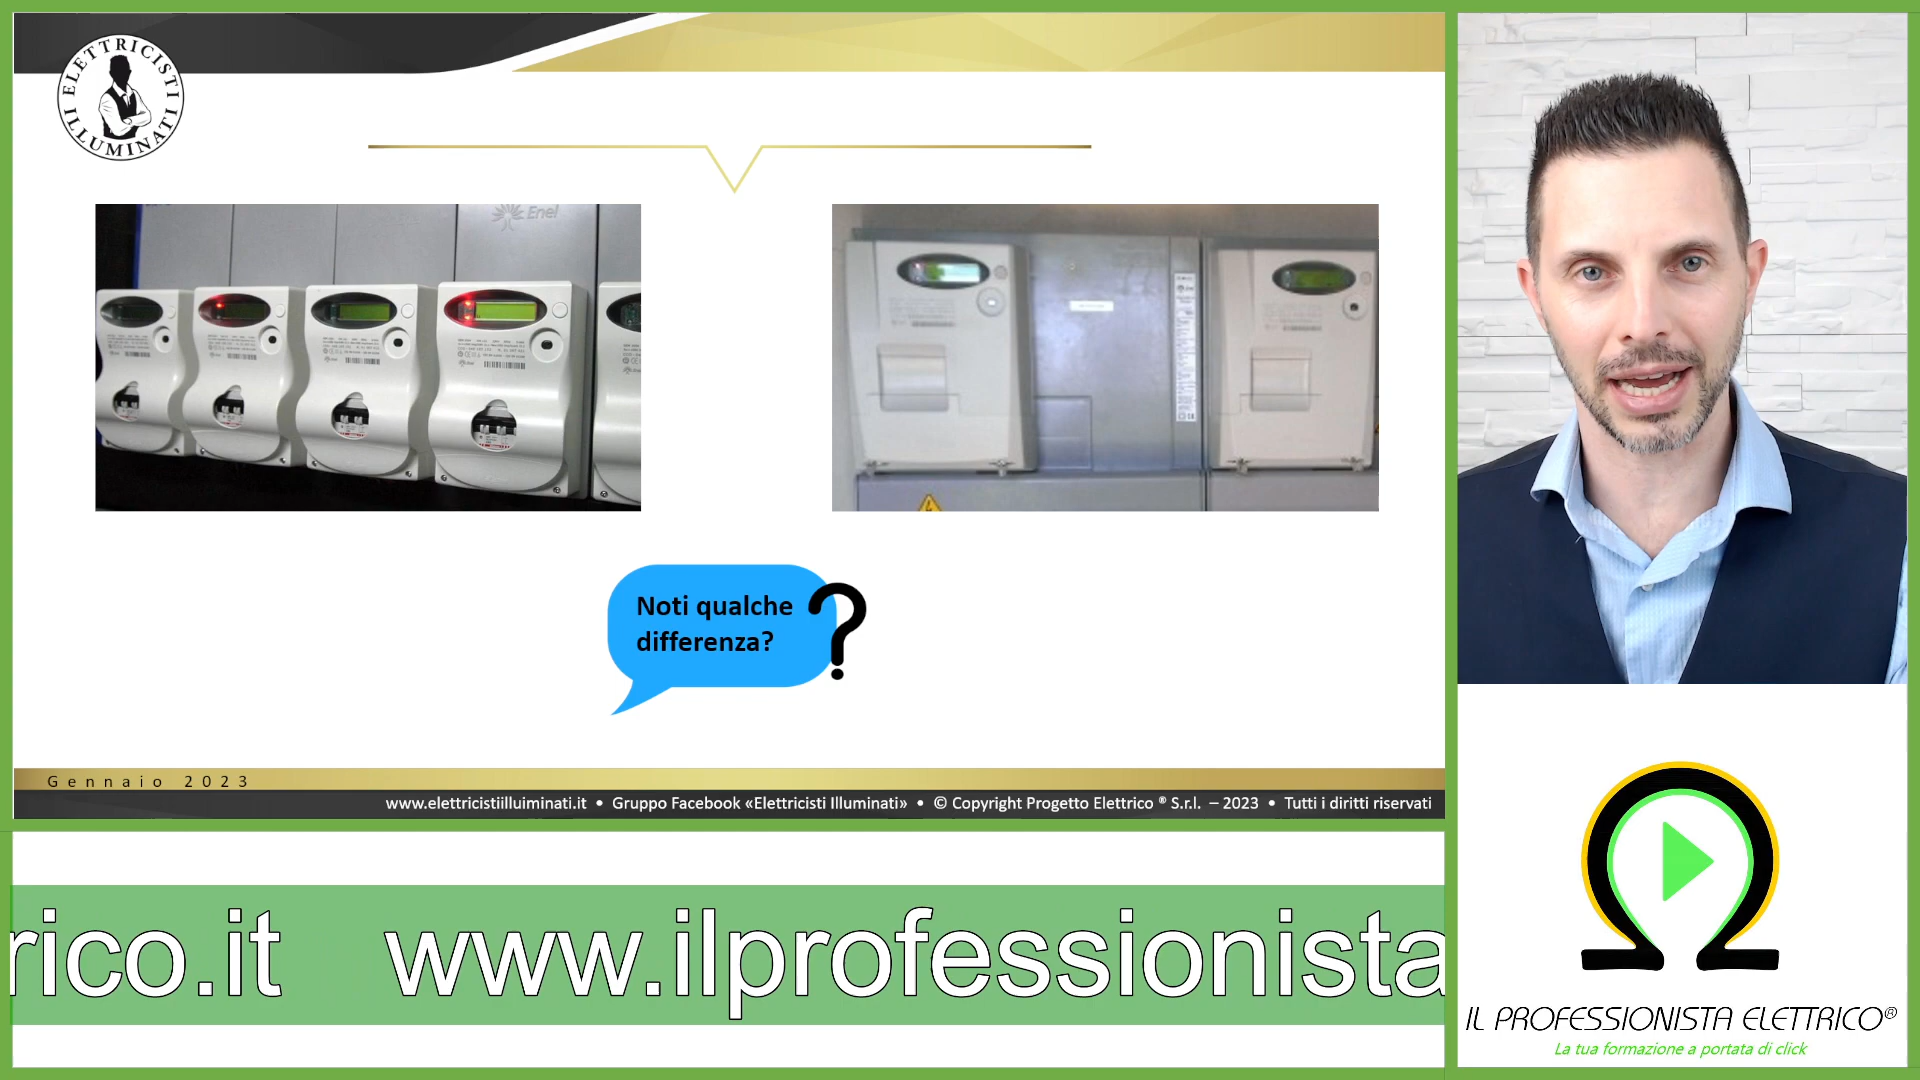 ELETTRICISTI
ILLUMINATI
Enel
Noti qualche
differenza?
?
Gennaio 2023
www.elettricistiilluiminati.it • Gruppo Facebook «Elettricisti Illuminati» • © Copyright Progetto Elettrico ® S.r.l. – 2023 • Tutti i diritti riservati
rico.it www.ilprofessionista
IL PROFESSIONISTA ELETTRICO®
La tua formazione a portata di click